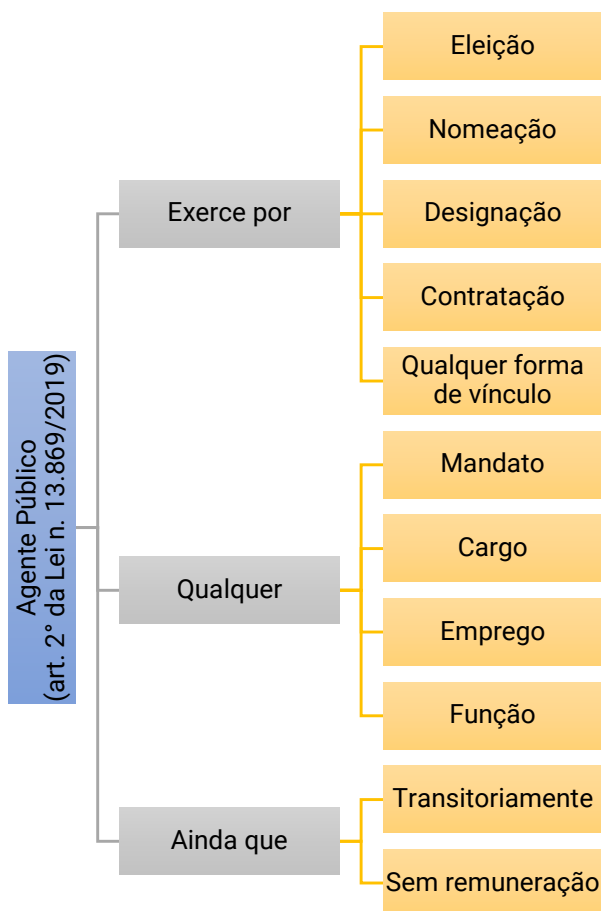 Agente Público
(art. 2° da Lei n. 13.869/2019)
Exerce por
Eleição
Nomeação
Designação
Contratação
Qualquer forma
de vínculo
Qualquer
Mandato
Cargo
Emprego
Função
Ainda que
Transitoriamente
Sem remuneração